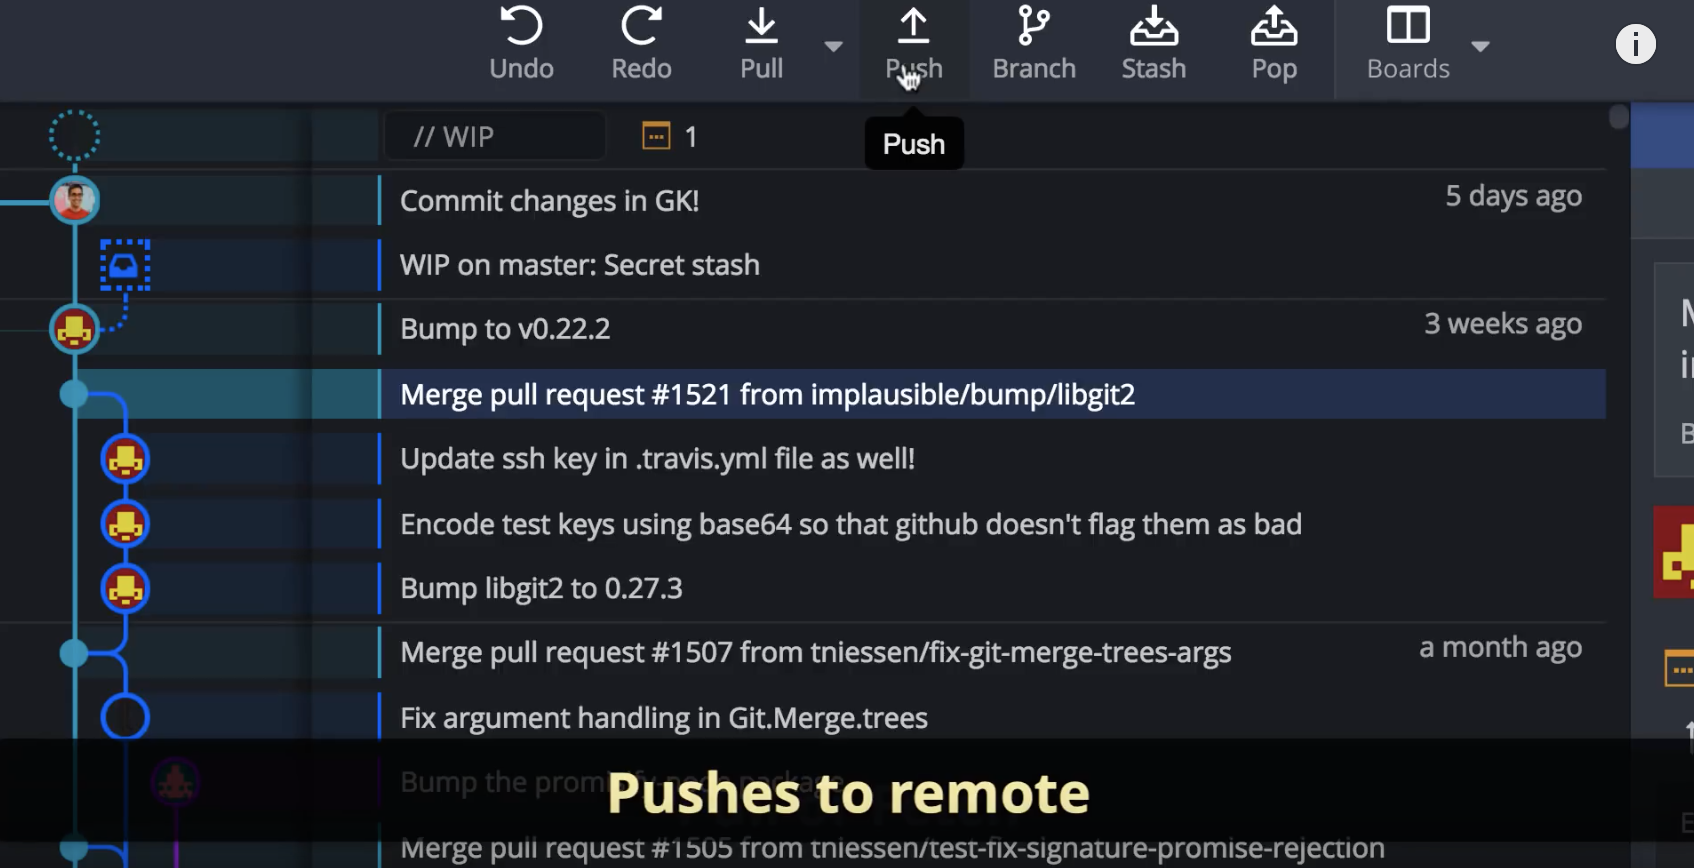 Undo Redo Pull Push Branch Stash Pop Boards
Push
// WIP 1
Commit changes in GK! 5 days ago
WIP on master: Secret stash
Bump to v0.22.2 3 weeks ago
Merge pull request #1521 from implausible/bump/libgit2
Update ssh key in .travis.yml file as well!
Encode test keys using base64 so that github doesn't flag them as bad
Bump libgit2 to 0.27.3
Merge pull request #1507 from tniessen/fix-git-merge-trees-args a month ago
Fix argument handling in Git.Merge.trees
Bump the promisify-node package
Pushes to remote
Merge pull request #1505 from tniessen/test-fix-signature-promise-rejection